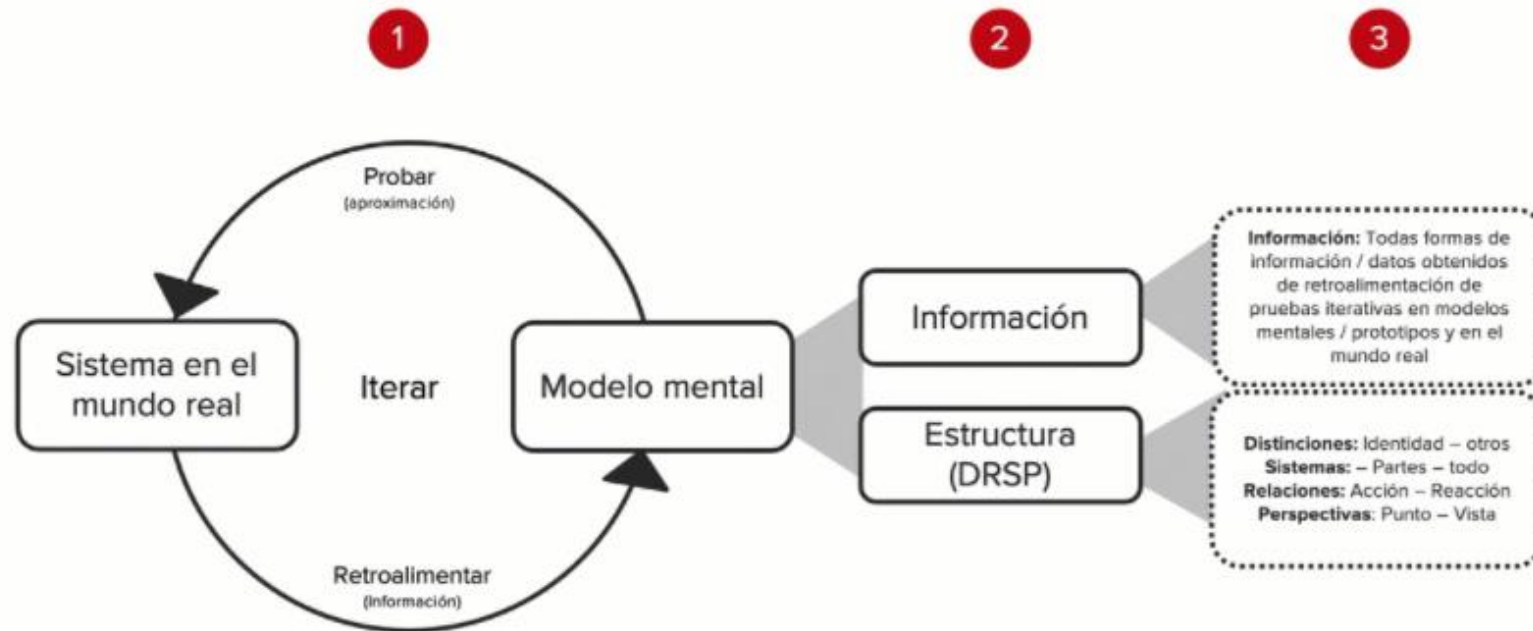 1
2
3
Probar
(aproximación)
Sistema en el
mundo real
Iterar
Modelo mental
Retroalimentar
(Información)
Información
Estructura
(DRSP)
Información: Todas formas de
información / datos obtenidos
de retroalimentación de
pruebas iterativas en modelos
mentales / prototipos y en el
mundo real
Distinciones: Identidad – otros
Sistemas: – Partes – todo
Relaciones: Acción – Reacción
Perspectivas: Punto – Vista